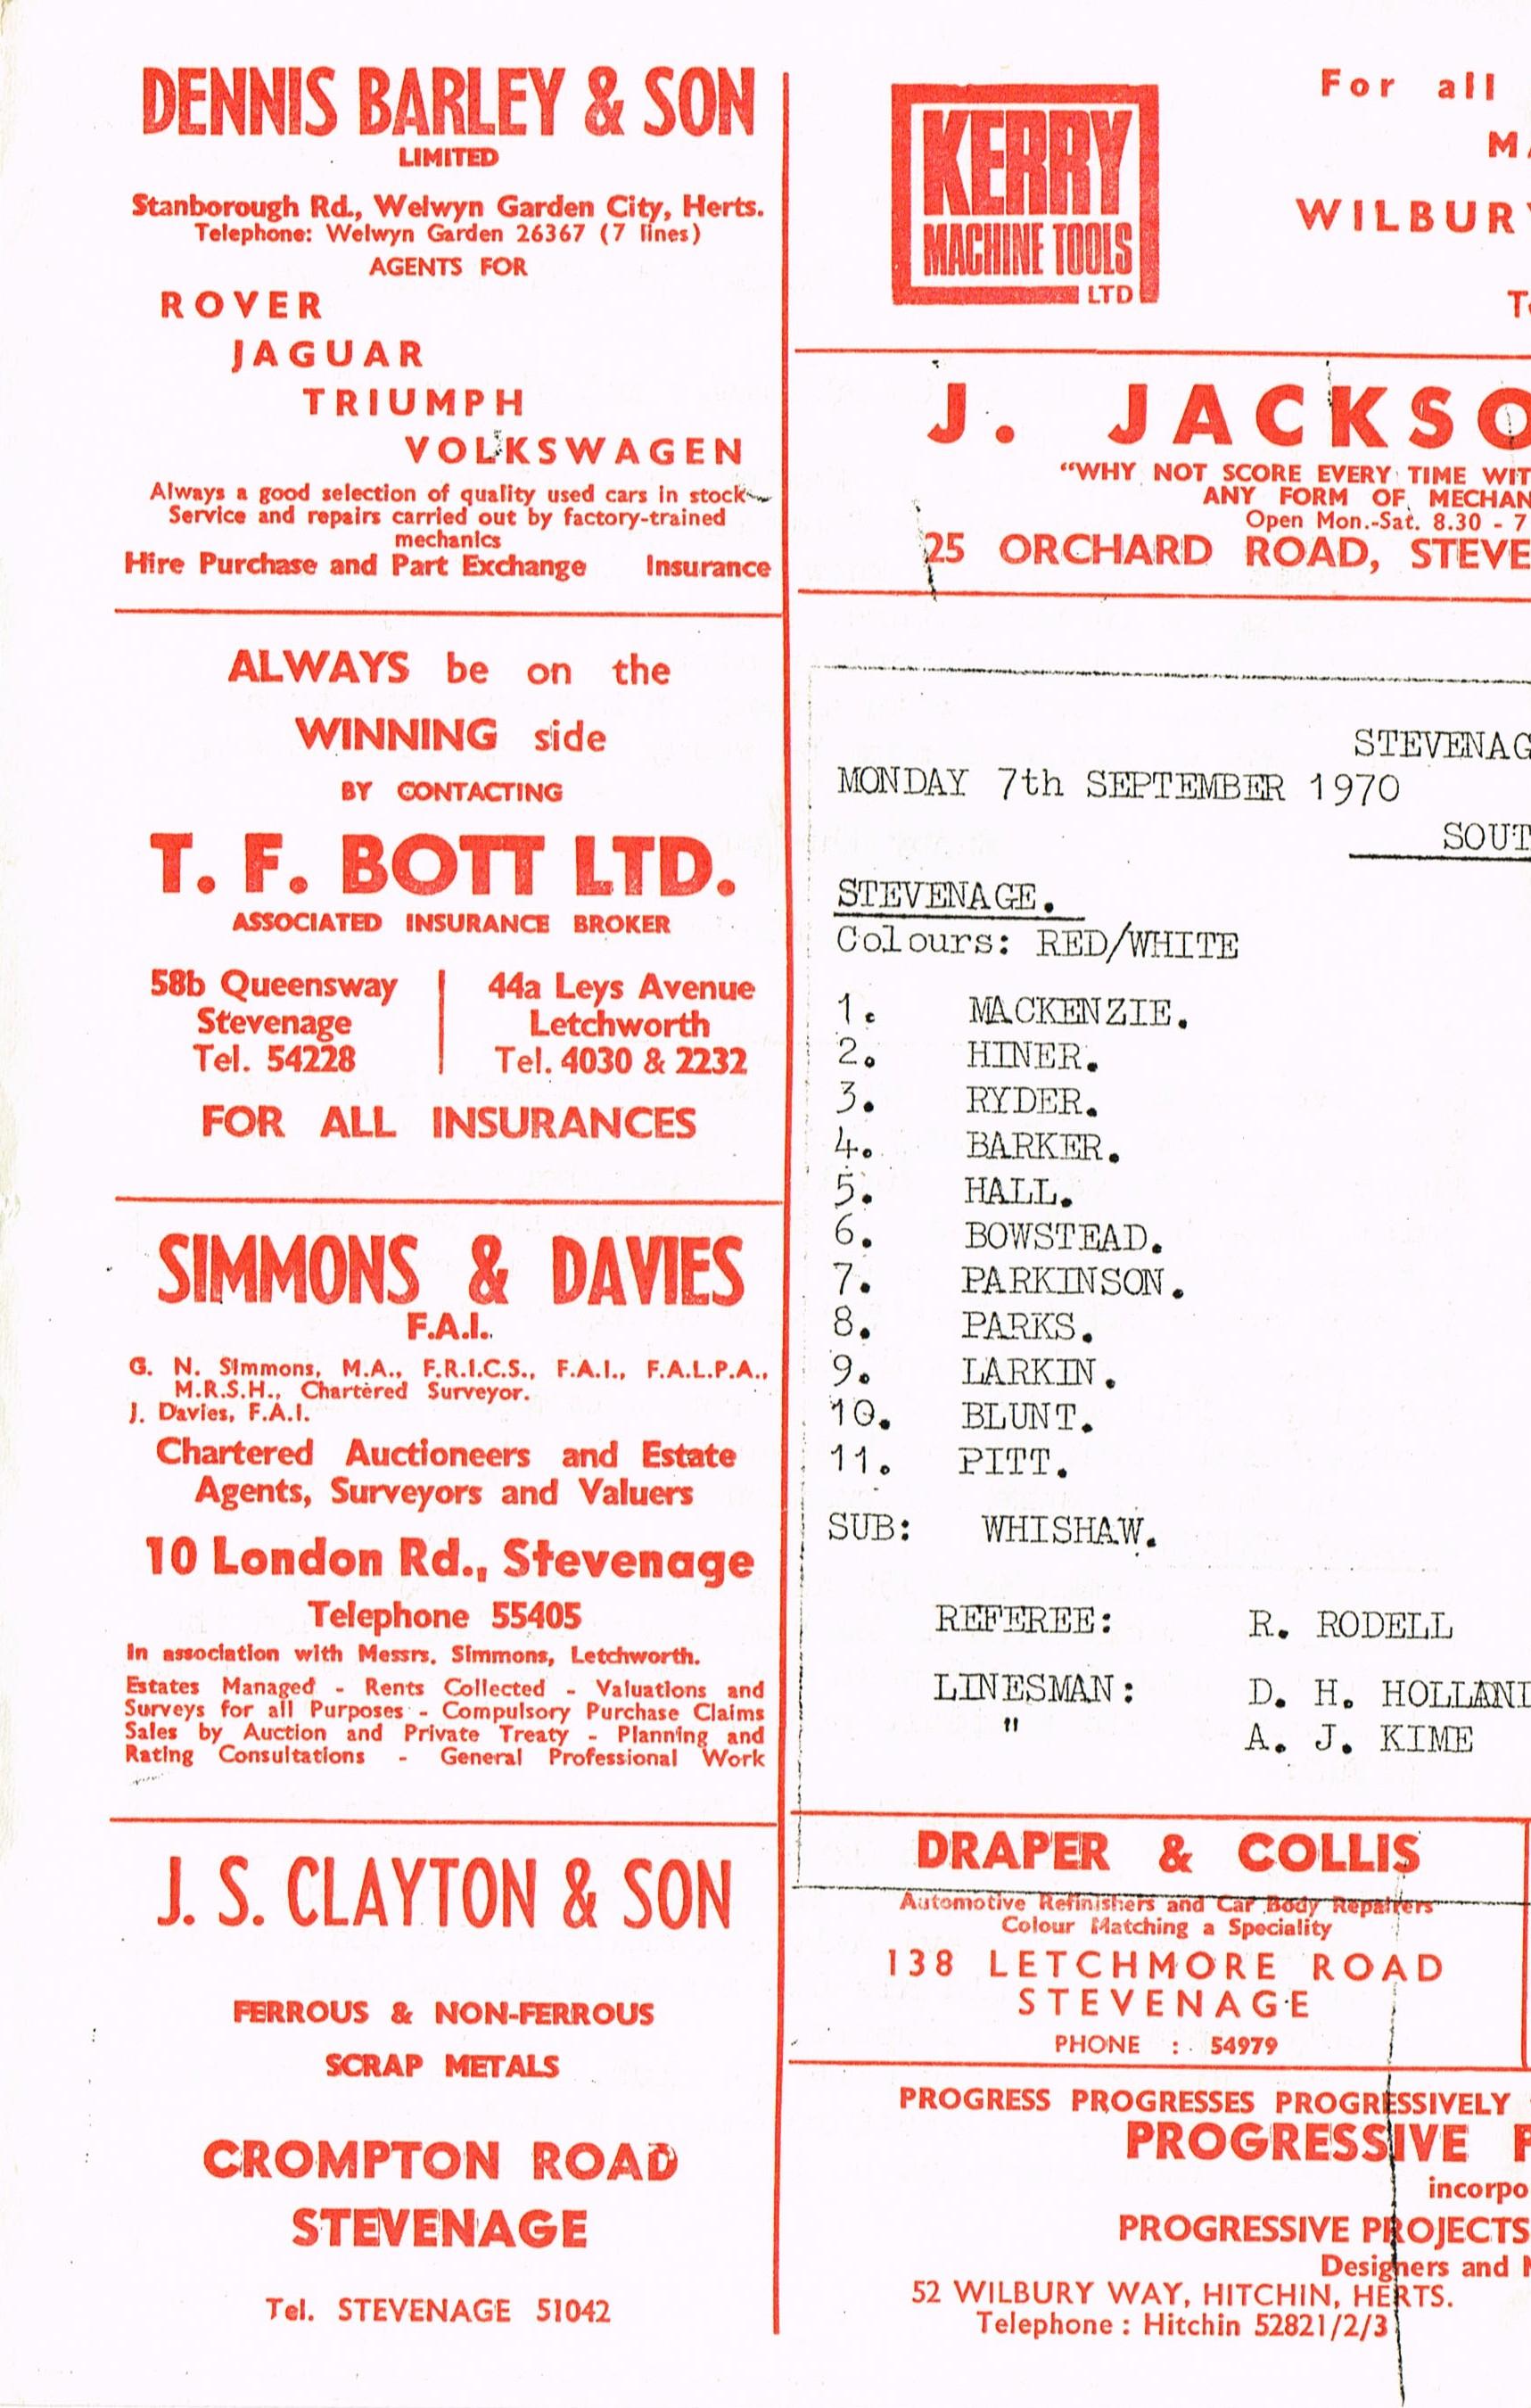 DENNIS BARLEY & SON
LIMITED
Stanborough Rd., Welwyn Garden City, Herts.
Telephone: Welwyn Garden 26367 (7 lines)
AGENTS FOR
ROVER
JAGUAR
TRIUMPH
VOLKSWAGEN
Always a good selection of quality used cars in stock
Service and repairs carried out by factory-trained
mechanics
Hire Purchase and Part Exchange Insurance
ALWAYS be on the
WINNING side
BY CONTACTING
T. F. BOTT LTD.
ASSOCIATED INSURANCE BROKER
58b Queensway
Stevenage
Tel. 54228
44a Leys Avenue
Letchworth
Tel. 4030 & 2232
FOR ALL INSURANCES
SIMMONS & DAVIES
F.A.I.
G. N. Simmons, M.A., F.R.I.C.S., F.A.I., F.A.L.P.A.,
M.R.S.H., Chartered Surveyor.
J. Davies, F.A.I.
Chartered Auctioneers and Estate
Agents, Surveyors and Valuers
10 London Rd., Stevenage
Telephone 55405
In association with Messrs. Simmons, Letchworth.
Estates Managed - Rents Collected - Valuations and
Surveys for all Purposes - Compulsory Purchase Claims
Sales by Auction and Private Treaty - Planning and
Rating Consultations - General Professional Work
J. S. CLAYTON & SON
FERROUS & NON-FERROUS
SCRAP METALS
CROMPTON ROAD
STEVENAGE
Tel. STEVENAGE 51042
KERRY
MACHINE TOOLS
LTD
For all
MA
WILBURY
Te
J. JACKSO
"WHY NOT SCORE EVERY TIME WIT
ANY FORM OF MECHAN
Open Mon.-Sat. 8.30 - 7
25 ORCHARD ROAD, STEVE
STEVENAG
MONDAY 7th SEPTEMBER 1970
SOUT
STEVENAGE.
Colours: RED/WHITE
1. MACKENZIE.
2. HINER.
3. RYDER.
4. BARKER.
5. HALL.
6. BOWSTEAD.
7. PARKINSON.
8. PARKS.
9. LARKIN.
10. BLUNT.
11. PITT.
SUB: WHISHAW.
REFEREE: R. RODELL
LINESMAN: D. H. HOLLAND
" A. J. KIME
DRAPER & COLLIS
Automotive Refinishers and Car Body Repairers
Colour Matching a Speciality
138 LETCHMORE ROAD
STEVENAGE
PHONE : 54979
PROGRESS PROGRESSES PROGRESSIVELY
PROGRESSIVE P
incorpo
PROGRESSIVE PROJECTS
Designers and M
52 WILBURY WAY, HITCHIN, HERTS.
Telephone : Hitchin 52821/2/3